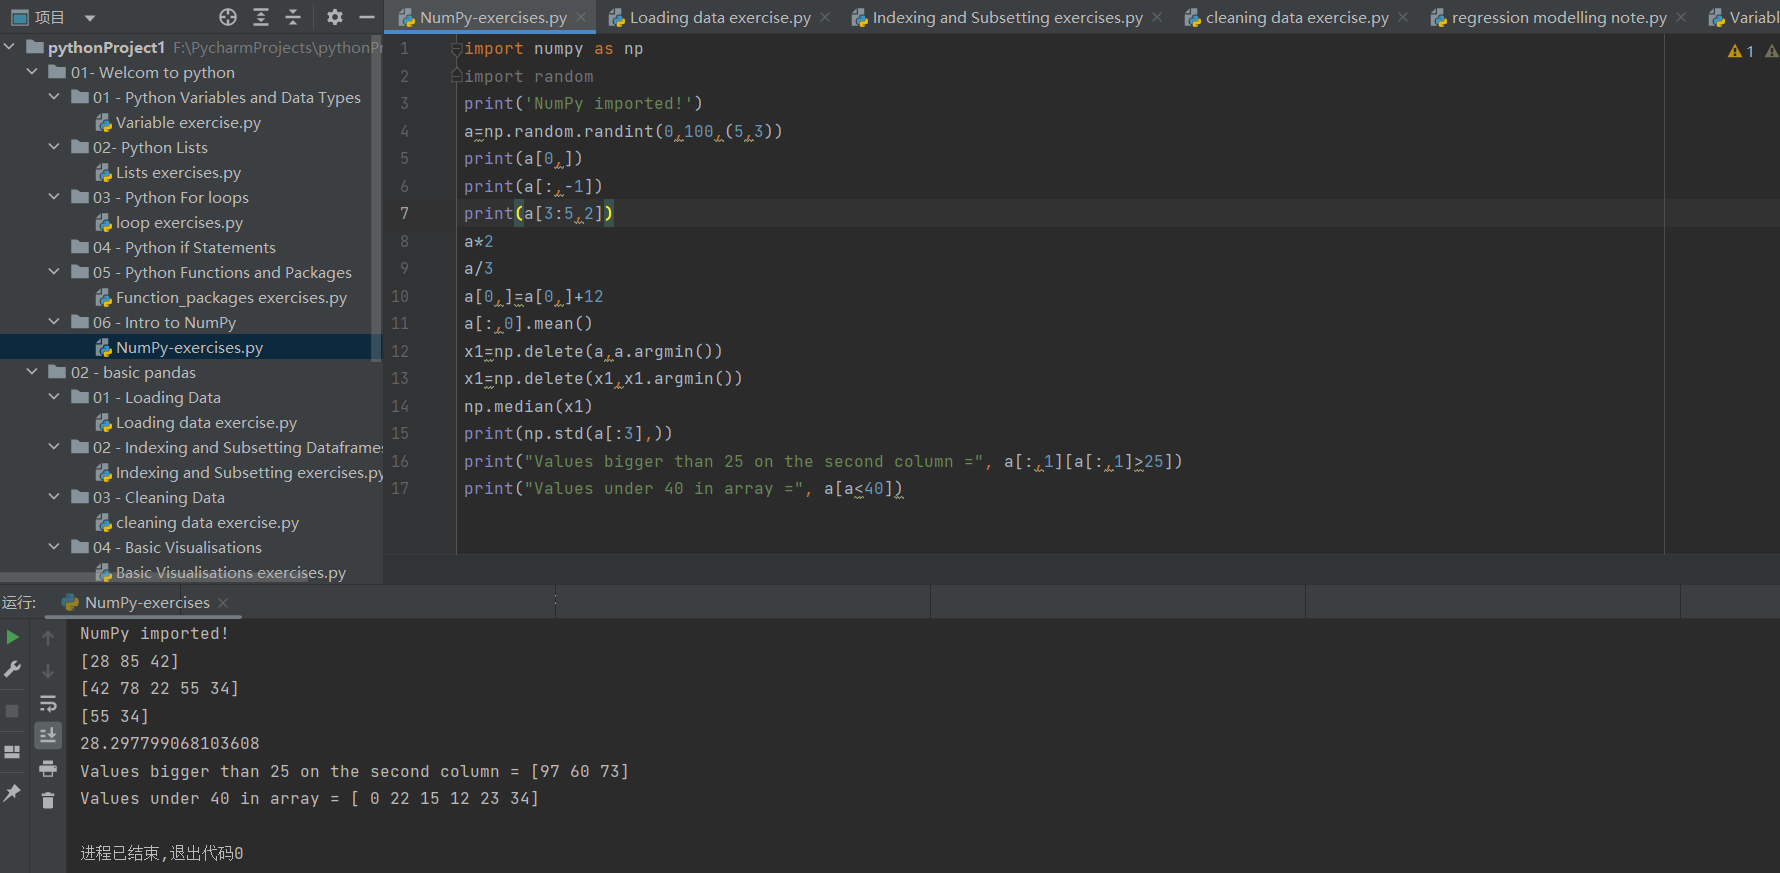 项目
NumPy-exercises.py
Loading data exercise.py
Indexing and Subsetting exercises.py
cleaning data exercise.py
regression modelling note.py
Variabl
pythonProject1 F:\PycharmProjects\pythonPr
01- Welcom to python
01 - Python Variables and Data Types
Variable exercise.py
02- Python Lists
Lists exercises.py
03 - Python For loops
loop exercises.py
04 - Python if Statements
05 - Python Functions and Packages
Function_packages exercises.py
06 - Intro to NumPy
NumPy-exercises.py
02 - basic pandas
01 - Loading Data
Loading data exercise.py
02 - Indexing and Subsetting Dataframes
Indexing and Subsetting exercises.py
03 - Cleaning Data
cleaning data exercise.py
04 - Basic Visualisations
Basic Visualisations exercises.py
1 import numpy as np
1
2 import random
3 print('NumPy imported!')
4 a=np.random.randint(0,100,(5,3))
5 print(a[0,])
6 print(a[:,-1])
7 print(a[3:5,2])
8 a*2
9 a/3
10 a[0,]=a[0,]+12
11 a[:,0].mean()
12 x1=np.delete(a,a.argmin())
13 x1=np.delete(x1,x1.argmin())
14 np.median(x1)
15 print(np.std(a[:3],))
16 print("Values bigger than 25 on the second column =", a[:,1][a[:,1]>25])
17 print("Values under 40 in array =", a[a<40])
运行:
NumPy-exercises
NumPy imported!
[28 85 42]
[42 78 22 55 34]
[55 34]
28.297799068103608
Values bigger than 25 on the second column = [97 60 73]
Values under 40 in array = [ 0 22 15 12 23 34]
进程已结束,退出代码0